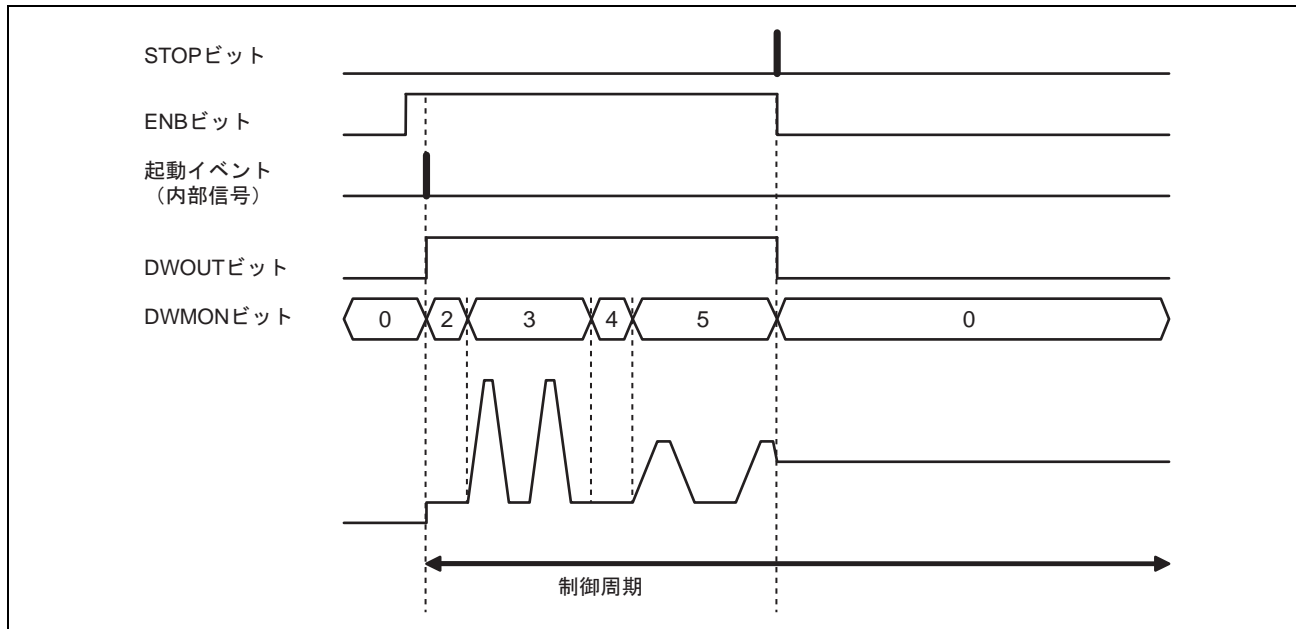 STOPビット
ENBビット
起動イベント
（内部信号）
DWOUTビット
DWMONビット
0
2
3
4
5
0
制御周期